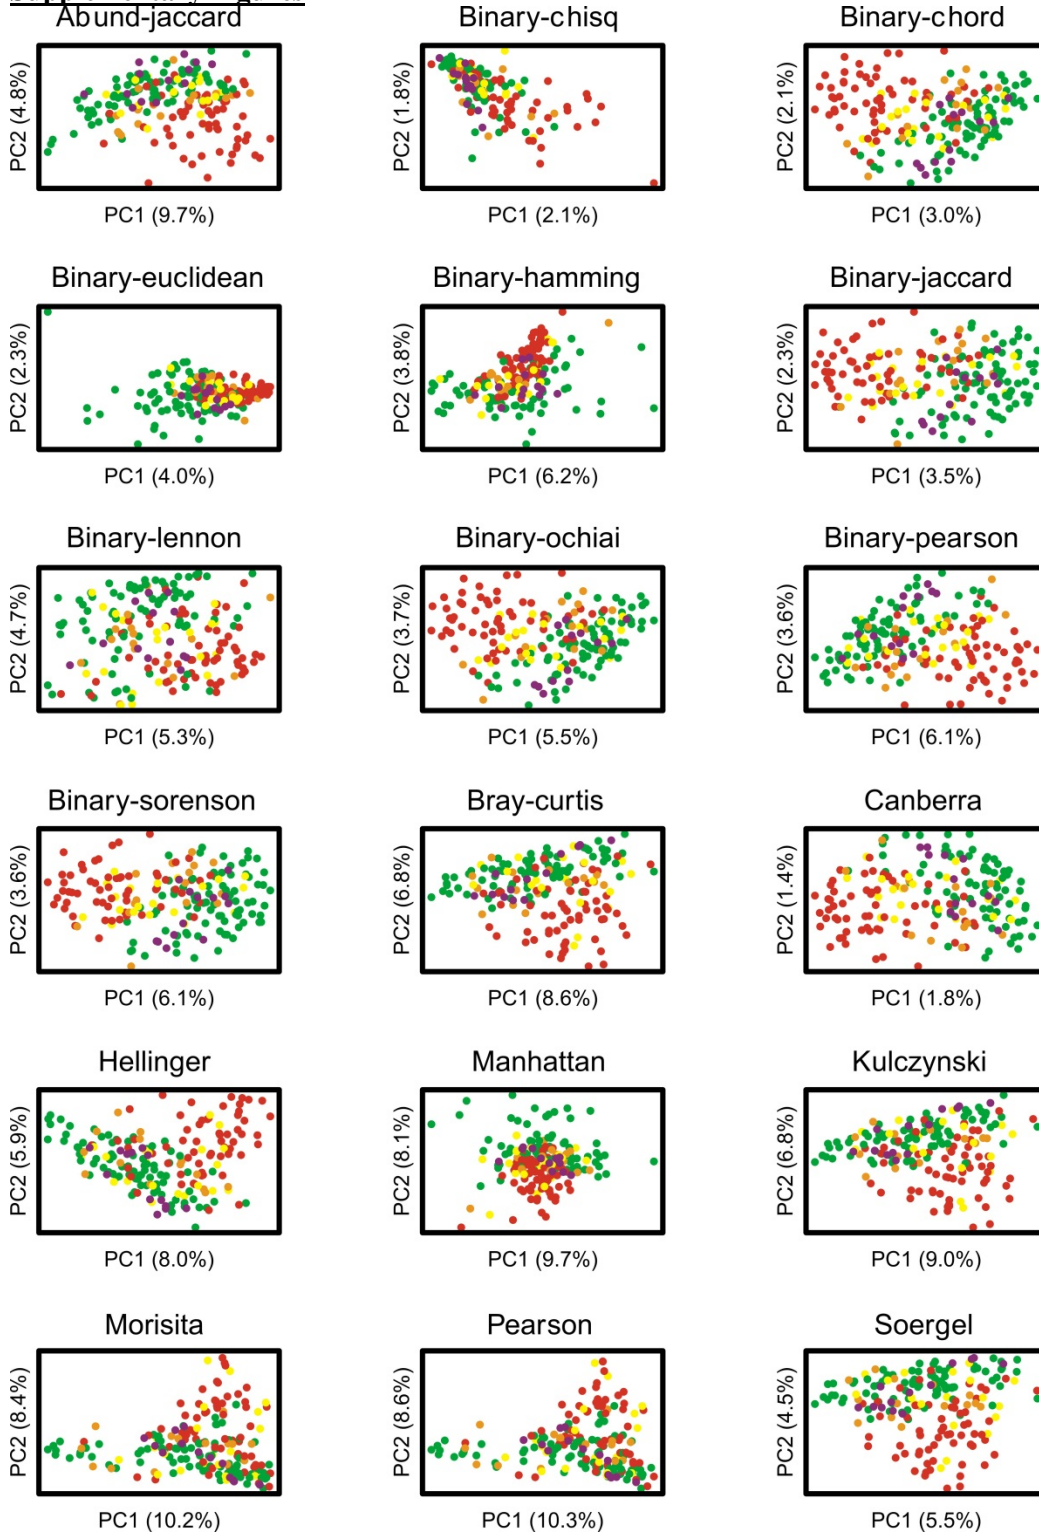 Abund-jaccard Binary-chisq Binary-chord
PC2 (4.8%) PC2 (1.8%) PC2 (2.1%)
PC1 (9.7%) PC1 (2.1%) PC1 (3.0%)
Binary-euclidean Binary-hamming Binary-jaccard
PC2 (2.3%) PC2 (3.8%) PC2 (2.3%)
PC1 (4.0%) PC1 (6.2%) PC1 (3.5%)
Binary-lennon Binary-ochiai Binary-pearson
PC2 (4.7%) PC2 (3.7%) PC2 (3.6%)
PC1 (5.3%) PC1 (5.5%) PC1 (6.1%)
Binary-sorenson Bray-curtis Canberra
PC2 (3.6%) PC2 (6.8%) PC2 (1.4%)
PC1 (6.1%) PC1 (8.6%) PC1 (1.8%)
Hellinger Manhattan Kulczynski
PC2 (5.9%) PC2 (8.1%) PC2 (6.8%)
PC1 (8.0%) PC1 (9.7%) PC1 (9.0%)
Morisita Pearson Soergel
PC2 (8.4%) PC2 (8.6%) PC2 (4.5%)
PC1 (10.2%) PC1 (10.3%) PC1 (5.5%)